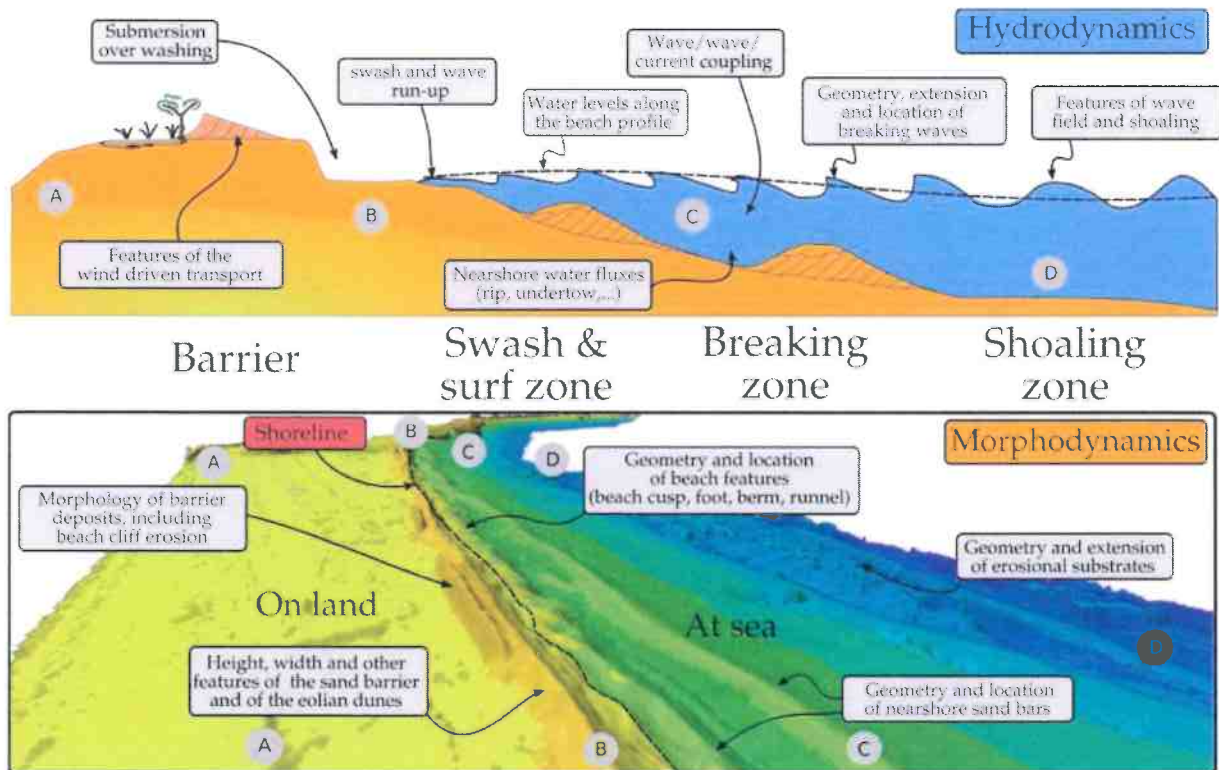 Submersion
over washing
Hydrodynamics
swash and wave
run-up
Wave/wave/
current coupling
Water levels along
the beach profile
Geometry, extension
and location of
breaking waves
Features of wave
field and shoaling
A
B
C
D
Features of the
wind driven transport
Nearshore water fluxes
(rip, undertow,...)
Barrier
Swash &
surf zone
Breaking
zone
Shoaling
zone
Shoreline
Morphodynamics
A
B
C
D
Geometry and location
of beach features
(beach cusp, foot, berm, runnel)
Morphology of barrier
deposits, including
beach cliff erosion
Geometry and extension
of erosional substrates
On land
At sea
D
Height, width and other
features of the sand barrier
and of the eolian dunes
Geometry and location
of nearshore sand bars
A
B
C